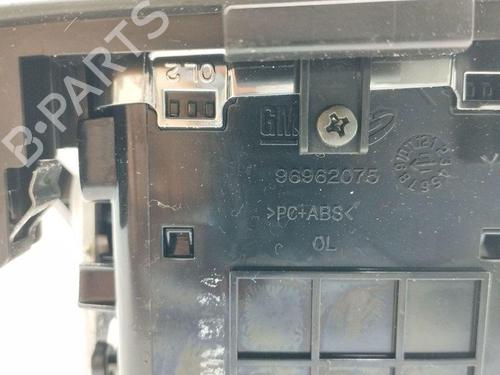 B-PARTS
OL2
GM
96962075
>PC+ABS<
OL